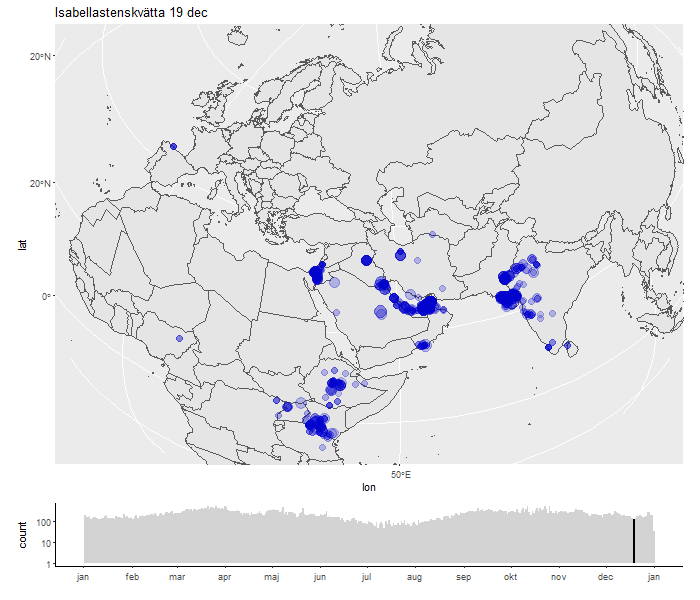 Isabellastenskvätta 19 dec
20°N
20°N
lat
0°
50°E
lon
count
100
10
1
jan feb mar apr maj jun jul aug sep okt nov dec jan